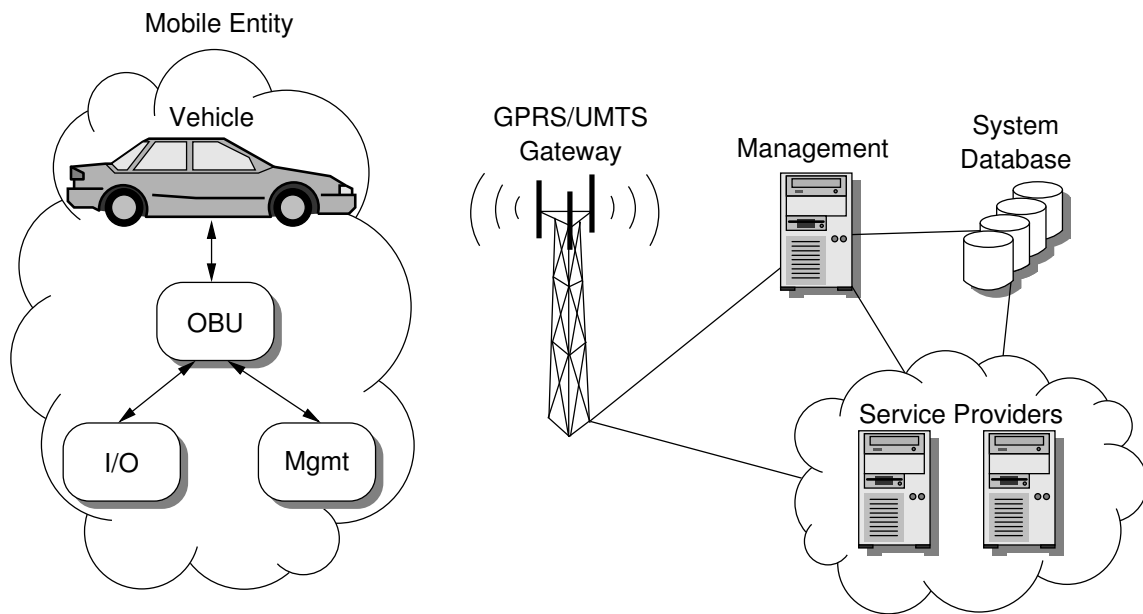 Mobile Entity
Vehicle
OBU
I/O
Mgmt
GPRS/UMTS
Gateway
Management
System
Database
Service Providers